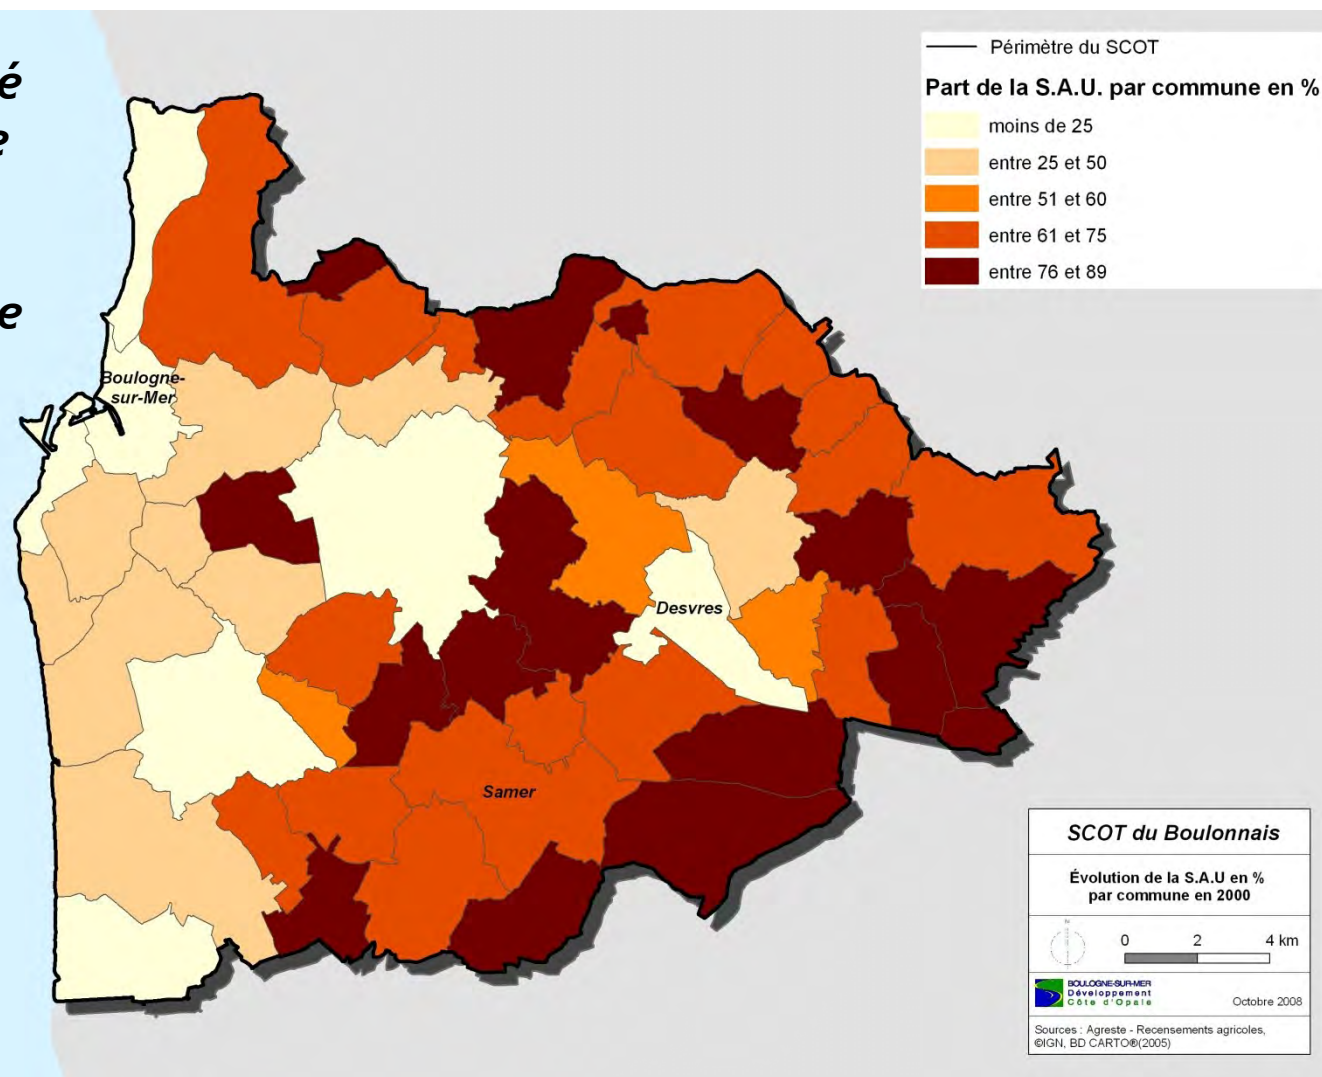 é
e
e
Périmètre du SCOT
Part de la S.A.U. par commune en %
moins de 25
entre 25 et 50
entre 51 et 60
entre 61 et 75
entre 76 et 89
Boulogne-
sur-Mer
Desvres
Samer
SCOT du Boulonnais
Évolution de la S.A.U en %
par commune en 2000
N
0 2 4 km
BOULOGNE-SUR-MER
Développement
Côte d'Opale
Octobre 2008
Sources : Agreste - Recensements agricoles,
©IGN, BD CARTO®(2005)